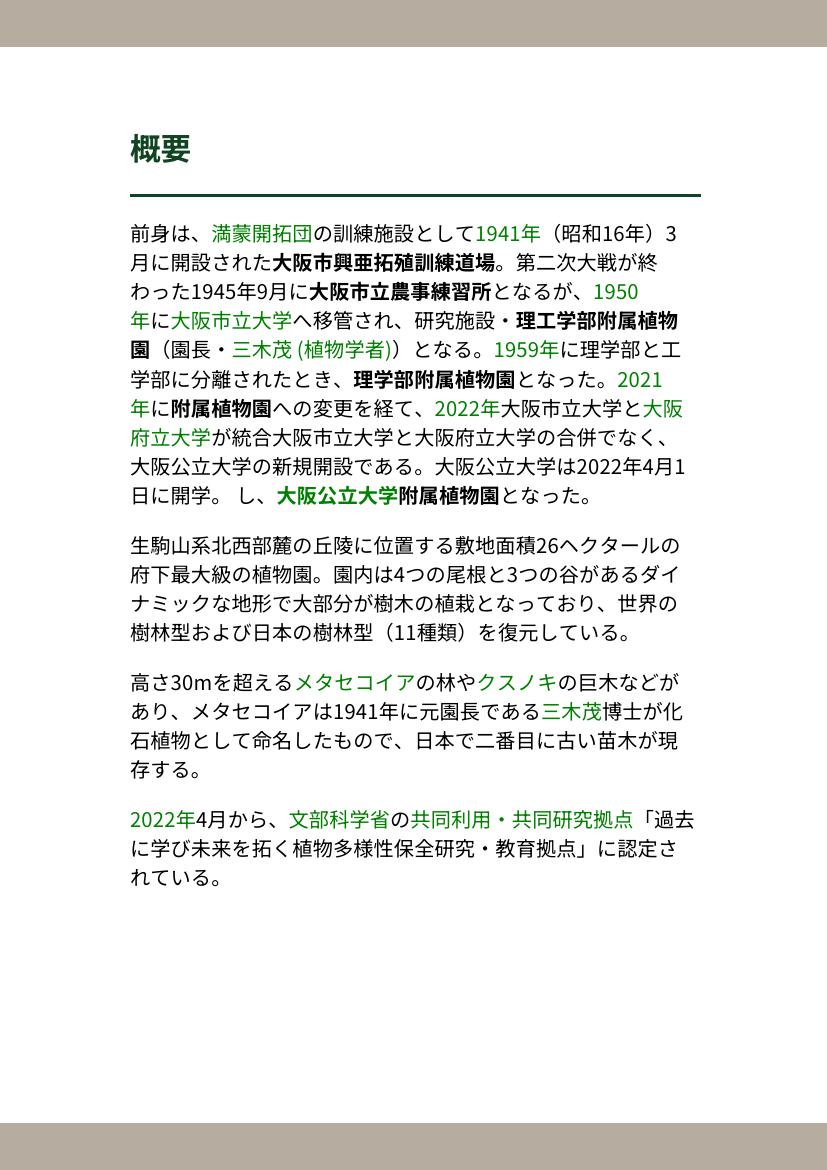 概要
前身は、満蒙開拓団の訓練施設として1941年（昭和16年）3
月に開設された大阪市興亜拓殖訓練道場。第二次大戦が終
わった1945年9月に大阪市立農事練習所となるが、1950
年に大阪市立大学へ移管され、研究施設・理工学部附属植物
園（園長・三木茂 (植物学者)）となる。1959年に理学部と工
学部に分離されたとき、理学部附属植物園となった。2021
年に附属植物園への変更を経て、2022年大阪市立大学と大阪
府立大学が統合大阪市立大学と大阪府立大学の合併でなく、
大阪公立大学の新規開設である。大阪公立大学は2022年4月1
日に開学。 し、大阪公立大学附属植物園となった。
生駒山系北西部麓の丘陵に位置する敷地面積26ヘクタールの
府下最大級の植物園。園内は4つの尾根と3つの谷があるダイ
ナミックな地形で大部分が樹木の植栽となっており、世界の
樹林型および日本の樹林型（11種類）を復元している。
高さ30mを超えるメタセコイアの林やクスノキの巨木などが
あり、メタセコイアは1941年に元園長である三木茂博士が化
石植物として命名したもので、日本で二番目に古い苗木が現
存する。
2022年4月から、文部科学省の共同利用・共同研究拠点「過去
に学び未来を拓く植物多様性保全研究・教育拠点」に認定さ
れている。